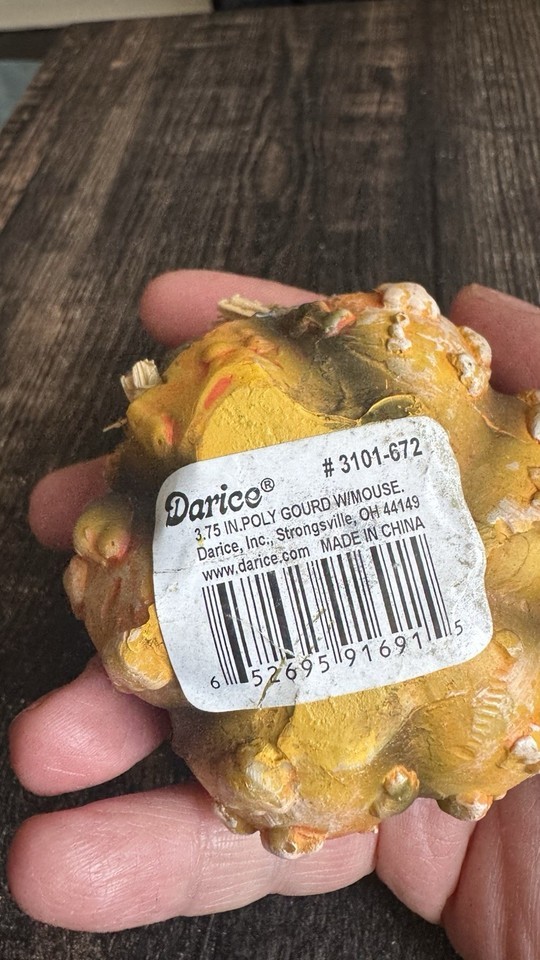 # 3101-672
Darice®
3.75 IN.POLY GOURD W/MOUSE.
Darice, Inc., Strongsville, OH 44149
www.darice.com MADE IN CHINA
6 52695 91691 5